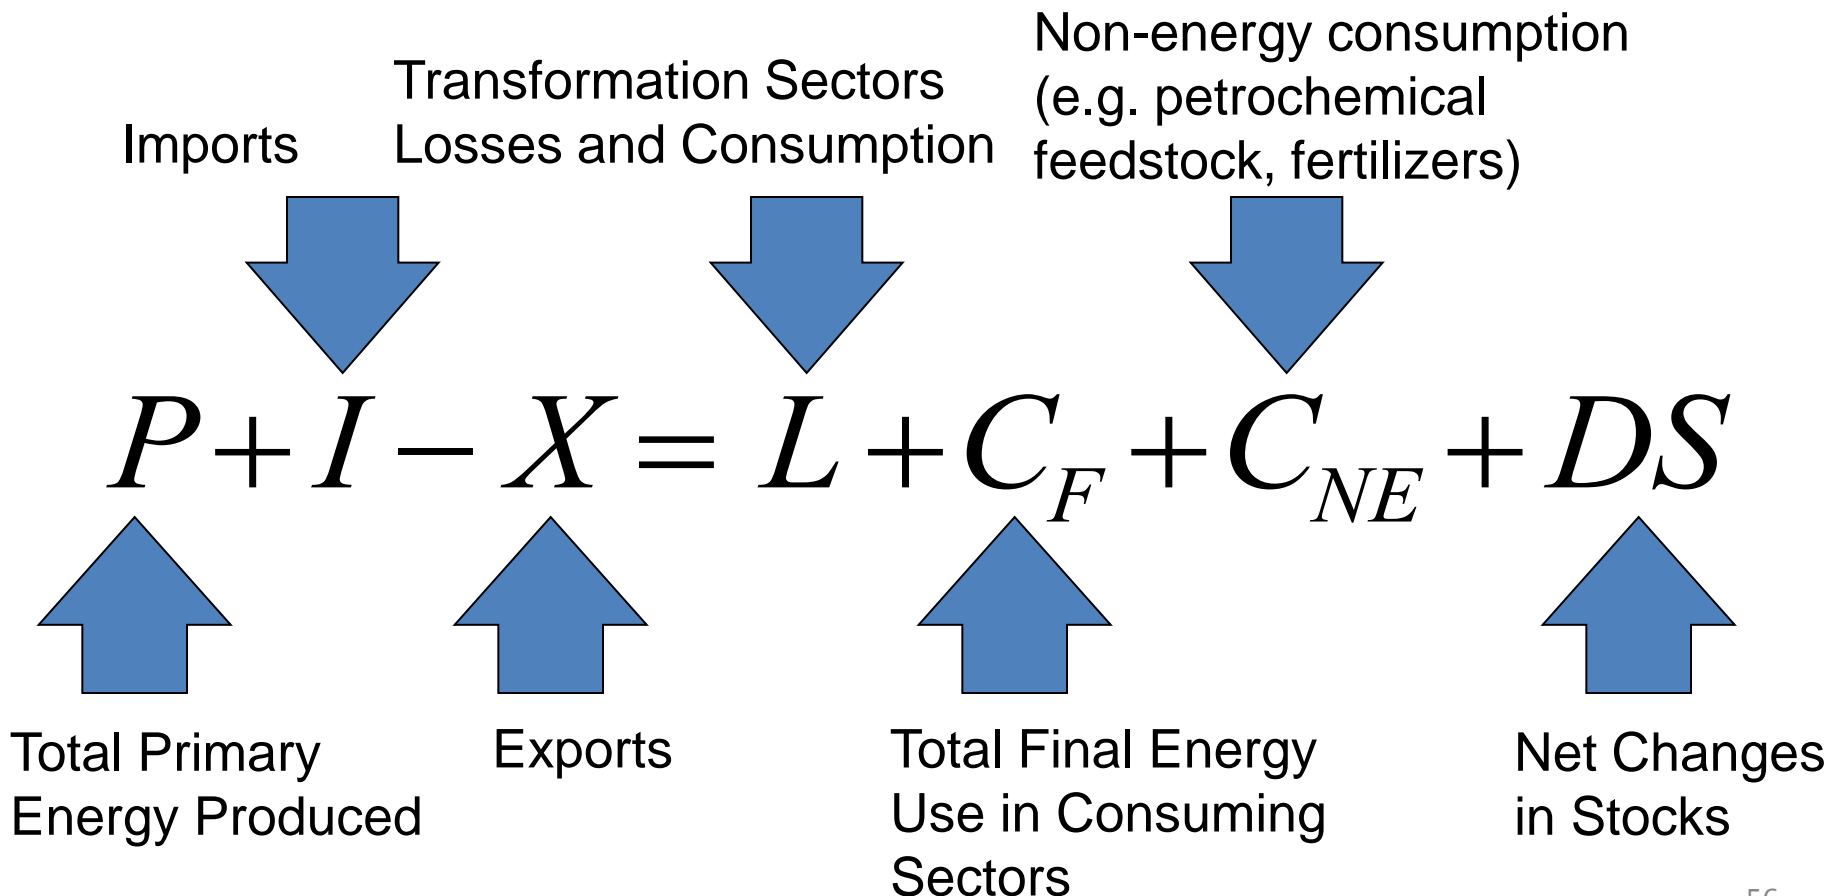 Non-energy consumption
(e.g. petrochemical
feedstock, fertilizers)
Transformation Sectors
Losses and Consumption
Imports
P + I − X = L + C_F + C_NE + DS
Total Primary
Energy Produced
Exports
Total Final Energy
Use in Consuming
Sectors
Net Changes
in Stocks
56